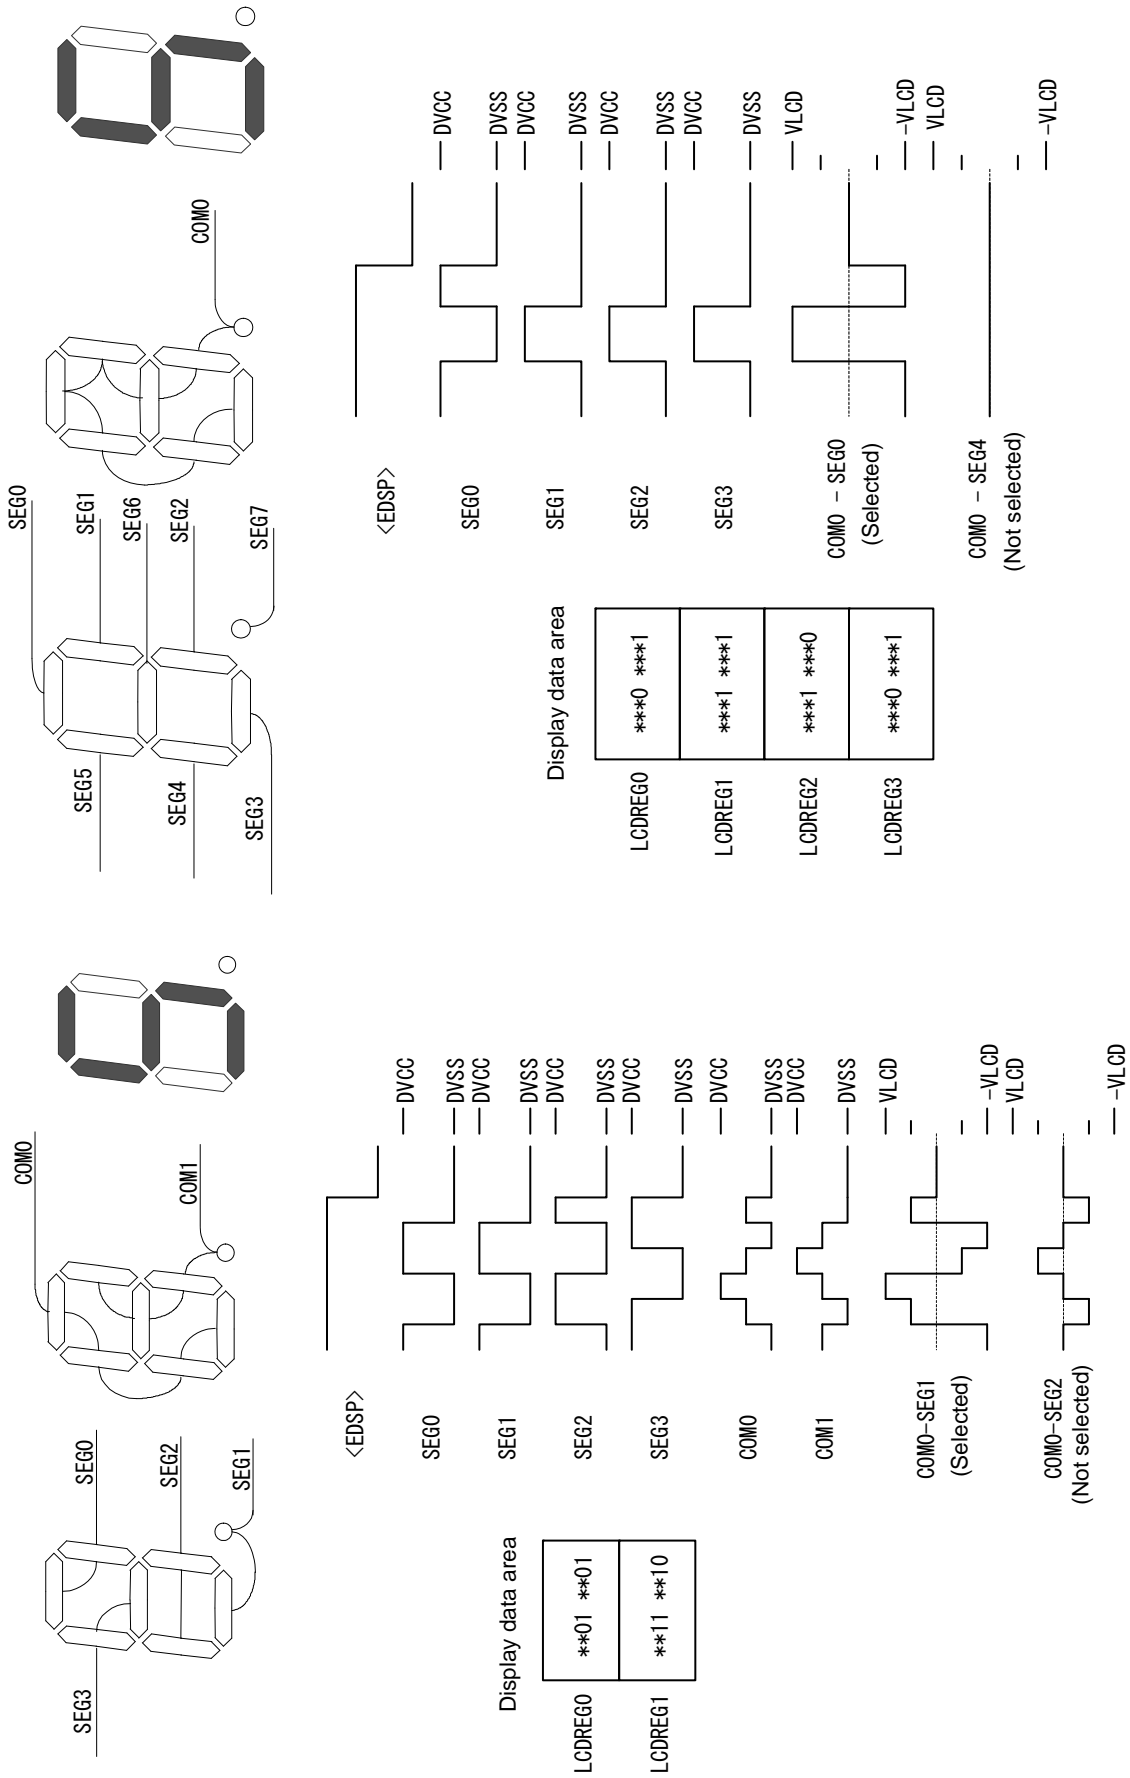 COM0
SEG3
SEG0
SEG2
COM1
SEG1
<EDSP>
SEG0
DVCC
DVSS
SEG1
DVCC
DVSS
SEG2
DVCC
DVSS
SEG3
DVCC
DVSS
COM0
DVCC
DVSS
COM1
DVCC
DVSS
COM0-SEG1
(Selected)
VLCD
-VLCD
COM0-SEG2
(Not selected)
VLCD
-VLCD
Display data area
LCDREG0 **01 **01
LCDREG1 **11 **10
SEG0
SEG5
SEG1
SEG6
SEG4
SEG2
SEG3
SEG7
COM0
<EDSP>
SEG0
DVCC
DVSS
SEG1
DVCC
DVSS
SEG2
DVCC
DVSS
SEG3
DVCC
DVSS
COM0 - SEG0
(Selected)
VLCD
-VLCD
COM0 - SEG4
(Not selected)
VLCD
-VLCD
Display data area
LCDREG0 ***0 ***1
LCDREG1 ***1 ***1
LCDREG2 ***1 ***0
LCDREG3 ***0 ***1